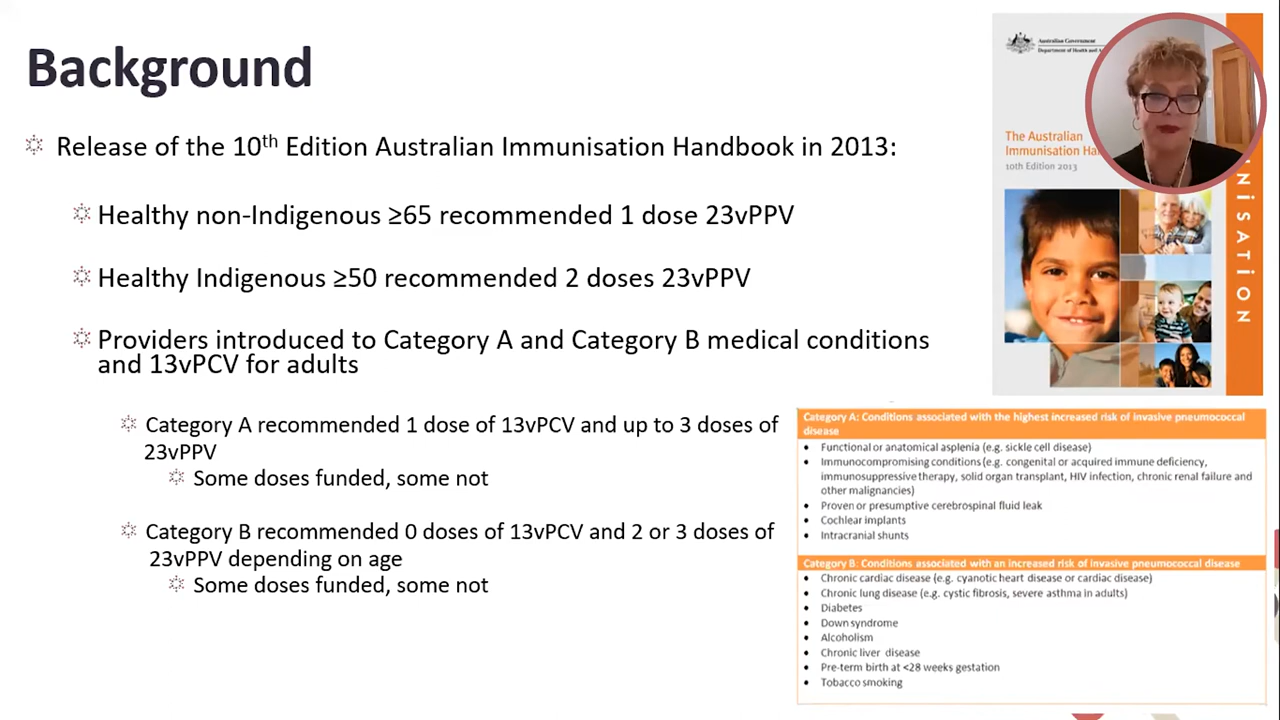 Background
Release of the 10th Edition Australian Immunisation Handbook in 2013:
Healthy non-Indigenous ≥65 recommended 1 dose 23vPPV
Healthy Indigenous ≥50 recommended 2 doses 23vPPV
Providers introduced to Category A and Category B medical conditions
and 13vPCV for adults
Category A recommended 1 dose of 13vPCV and up to 3 doses of
23vPPV
Some doses funded, some not
Category B recommended 0 doses of 13vPCV and 2 or 3 doses of
23vPPV depending on age
Some doses funded, some not
Australian Government
Department of Health and
The Australian
Immunisation
10th Edition 2013
NiSATiON
Category A: Conditions associated with the highest increased risk of invasive pneumococcal
disease
• Functional or anatomical asplenia (e.g. sickle cell disease)
• Immunocompromising conditions (e.g. congenital or acquired immune deficiency,
immunosuppressive therapy, solid organ transplant, HIV infection, chronic renal failure and
other malignancies)
• Proven or presumptive cerebrospinal fluid leak
• Cochlear implants
• Intracranial shunts
Category B: Conditions associated with an increased risk of invasive pneumococcal disease
• Chronic cardiac disease (e.g. cyanotic heart disease or cardiac disease)
• Chronic lung disease (e.g. cystic fibrosis, severe asthma in adults)
• Diabetes
• Down syndrome
• Alcoholism
• Chronic liver disease
• Pre-term birth at <28 weeks gestation
• Tobacco smoking